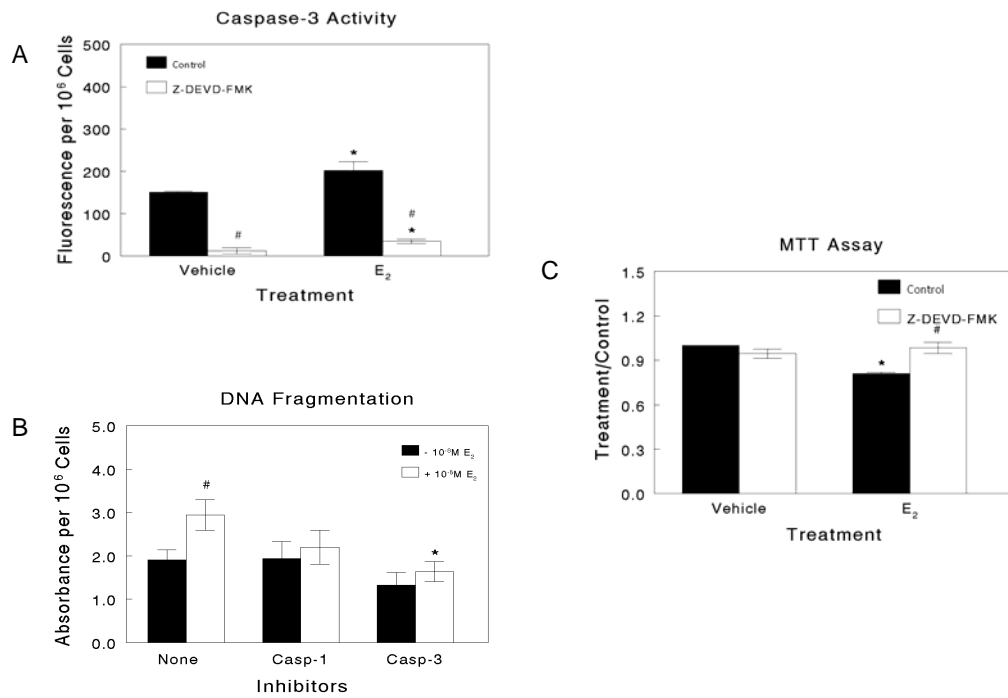 A
Caspase-3 Activity
Fluorescence per 10⁶ Cells
500
400
300
200
100
0
Control
Z-DEVD-FMK
*
#
#
*
Vehicle
E₂
Treatment
B
DNA Fragmentation
Absorbance per 10⁶ Cells
5.0
4.0
3.0
2.0
1.0
0.0
- 10⁻⁵M E₂
+ 10⁻⁵M E₂
#
*
None
Casp-1
Casp-3
Inhibitors
C
MTT Assay
Treatment/Control
1.5
1.2
0.9
0.6
0.3
0.0
Control
Z-DEVD-FMK
#
*
Vehicle
E₂
Treatment